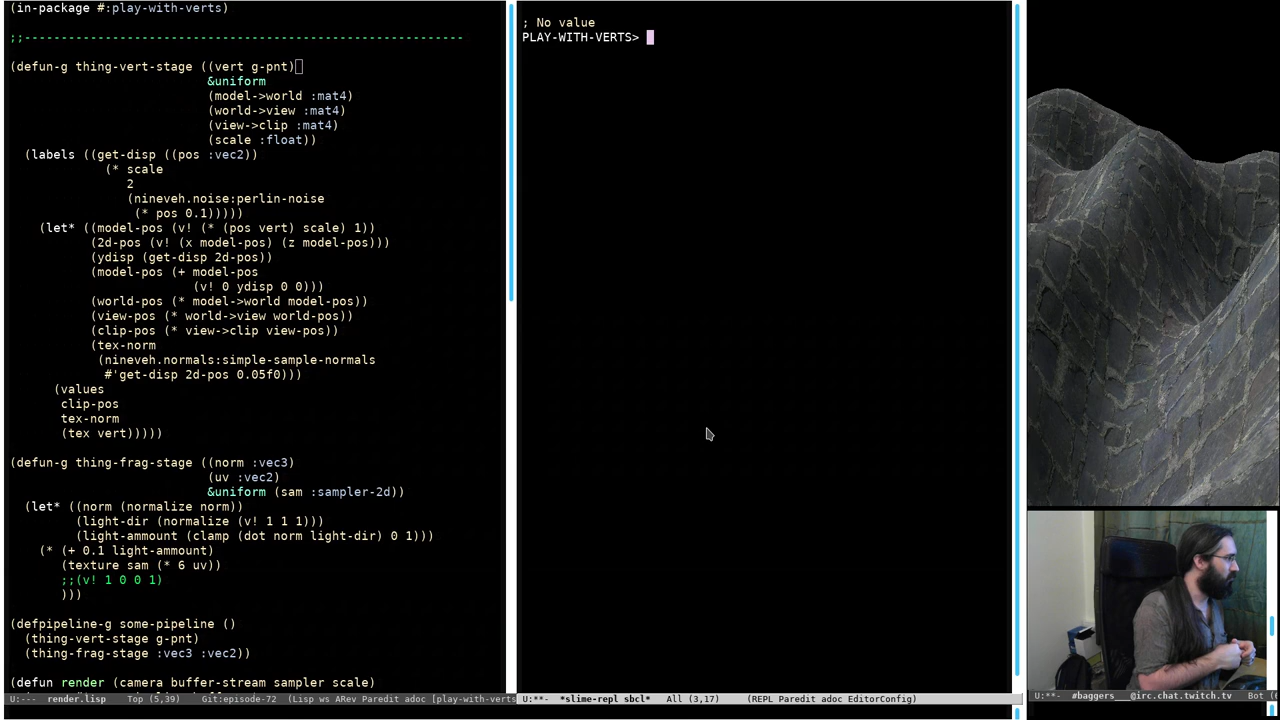 (in-package #:play-with-verts)
;;-----------------------------------------------------------
(defun-g thing-vert-stage ((vert g-pnt)
&uniform
(model->world :mat4)
(world->view :mat4)
(view->clip :mat4)
(scale :float))
(labels ((get-disp ((pos :vec2))
(* scale
2
(nineveh.noise:perlin-noise
(* pos 0.1)))))
(let* ((model-pos (v! (* (pos vert) scale) 1))
(2d-pos (v! (x model-pos) (z model-pos)))
(ydisp (get-disp 2d-pos))
(model-pos (+ model-pos
(v! 0 ydisp 0 0)))
(world-pos (* model->world model-pos))
(view-pos (* world->view world-pos))
(clip-pos (* view->clip view-pos))
(tex-norm
(nineveh.normals:simple-sample-normals
#'get-disp 2d-pos 0.05f0)))
(values
clip-pos
tex-norm
(tex vert)))))
(defun-g thing-frag-stage ((norm :vec3)
(uv :vec2)
&uniform (sam :sampler-2d))
(let* ((norm (normalize norm))
(light-dir (normalize (v! 1 1 1)))
(light-amount (clamp (dot norm light-dir) 0 1)))
(* (+ 0.1 light-amount)
(texture sam (* 6 uv))
;;(v! 1 0 0 1)
)))
(defpipeline-g some-pipeline ()
(thing-vert-stage g-pnt)
(thing-frag-stage :vec3 :vec2))
(defun render (camera buffer-stream sampler scale)
U:--- render.lisp Top (5,39) Git:episode-72 (Lisp ws ARev Paredit adoc [play-with-verts
; No value
PLAY-WITH-VERTS>
U:**- *slime-repl sbcl* All (3,17) (REPL Paredit adoc EditorConfig)
U:**- #baggers___@irc.chat.twitch.tv Bot